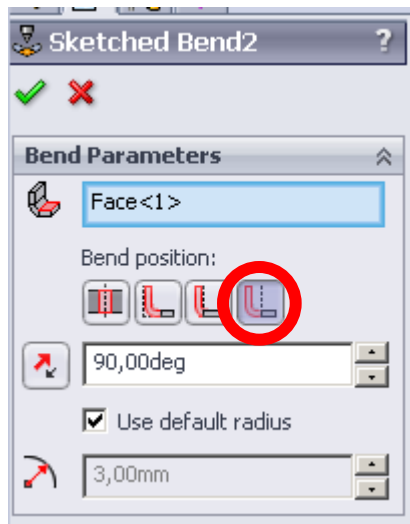 Sketched Bend2 ?
Bend Parameters
Face<1>
Bend position:
90,00deg
Use default radius
3,00mm